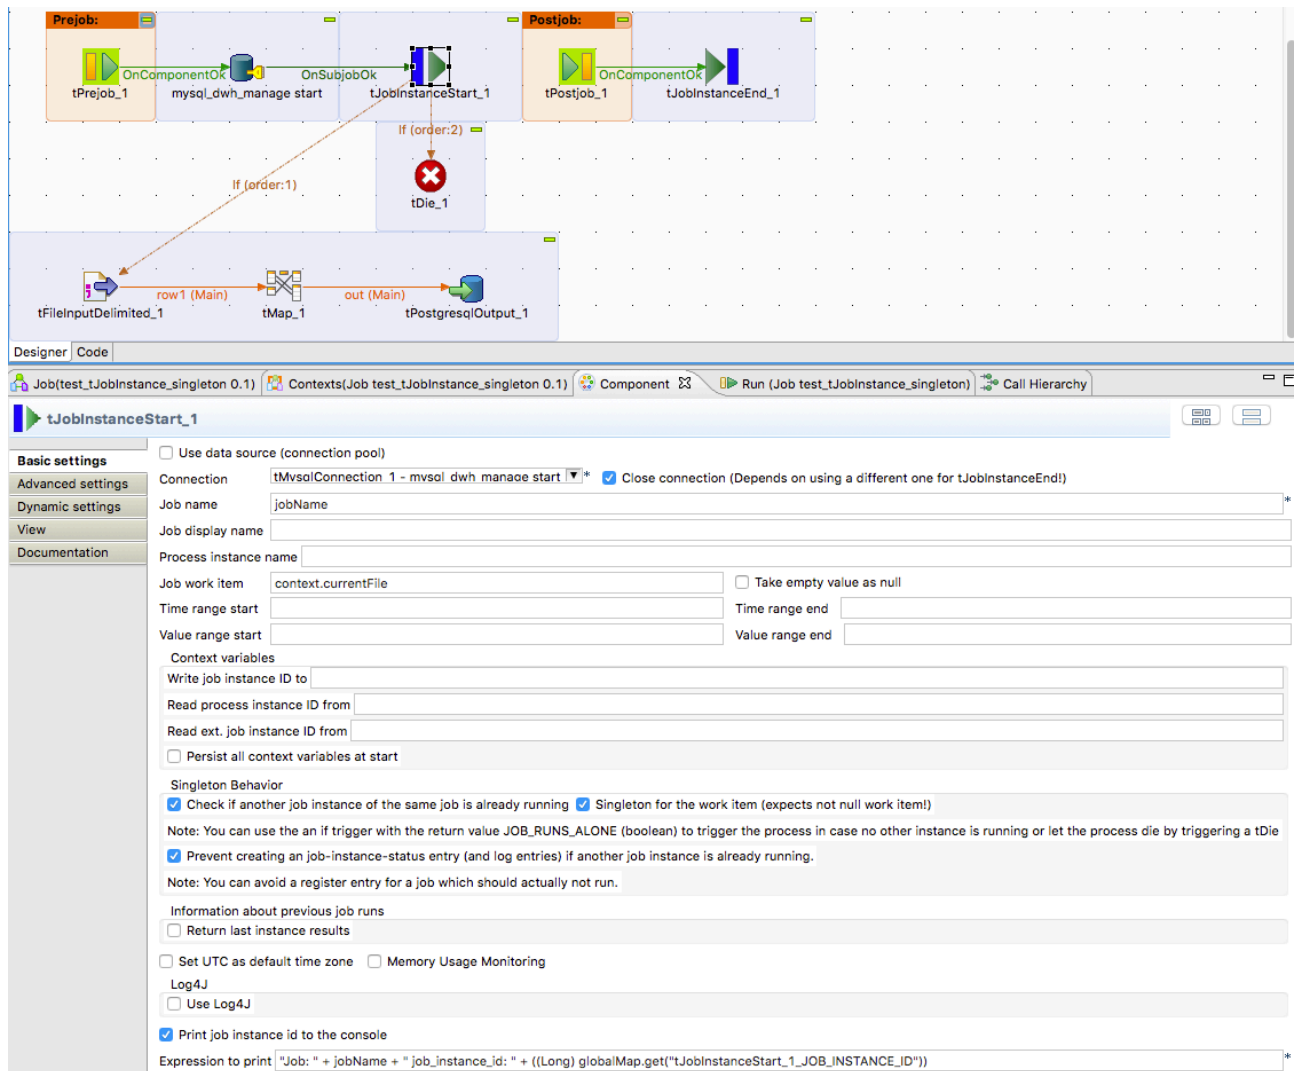 Prejob:
Postjob:
OnComponentOk
OnSubjobOk
OnComponentOk
tPrejob_1
mysql_dwh_manage start
tJobInstanceStart_1
tPostjob_1
tJobInstanceEnd_1
If (order:2)
If (order:1)
tDie_1
row1 (Main)
out (Main)
tFileInputDelimited_1
tMap_1
tPostgresqlOutput_1
Designer
Code
Job(test_tJobInstance_singleton 0.1)
Contexts(Job test_tJobInstance_singleton 0.1)
Component
Run (Job test_tJobInstance_singleton)
Call Hierarchy
tJobInstanceStart_1
Basic settings
Advanced settings
Dynamic settings
View
Documentation
Use data source (connection pool)
Connection
tMysqlConnection_1 - mysql_dwh_manage start
*
Close connection (Depends on using a different one for tJobInstanceEnd!)
Job name
jobName
*
Job display name
Process instance name
Job work item
context.currentFile
Take empty value as null
Time range start
Time range end
Value range start
Value range end
Context variables
Write job instance ID to
Read process instance ID from
Read ext. job instance ID from
Persist all context variables at start
Singleton Behavior
Check if another job instance of the same job is already running
Singleton for the work item (expects not null work item!)
Note: You can use the an if trigger with the return value JOB_RUNS_ALONE (boolean) to trigger the process in case no other instance is running or let the process die by triggering a tDie
Prevent creating an job-instance-status entry (and log entries) if another job instance is already running.
Note: You can avoid a register entry for a job which should actually not run.
Information about previous job runs
Return last instance results
Set UTC as default time zone
Memory Usage Monitoring
Log4J
Use Log4J
Print job instance id to the console
Expression to print
"Job: " + jobName + " job_instance_id: " + ((Long) globalMap.get("tJobInstanceStart_1_JOB_INSTANCE_ID"))
*